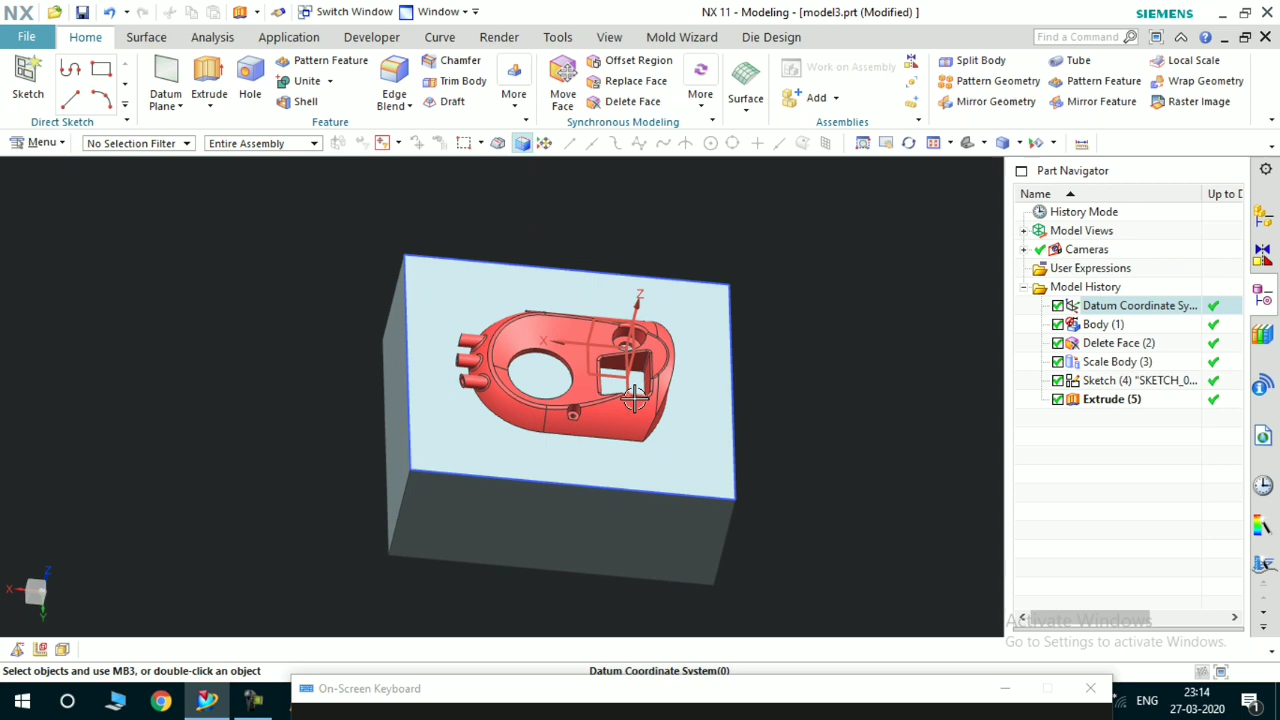 NX Switch Window Window NX 11 - Modeling - [model3.prt (Modified) ] SIEMENS
File Home Surface Analysis Application Developer Curve Render Tools View Mold Wizard Die Design Find a Command
Sketch Datum Plane Extrude Hole Pattern Feature Unite Shell Edge Blend Chamfer Trim Body Draft More Move Face Offset Region Replace Face Delete Face More Surface Work on Assembly Add Split Body Pattern Geometry Mirror Geometry Tube Pattern Feature Mirror Feature Local Scale Wrap Geometry Raster Image
Direct Sketch Feature Synchronous Modeling Assemblies
Menu No Selection Filter Entire Assembly
Part Navigator
Name Up to D
History Mode
Model Views
Cameras
User Expressions
Model History
Datum Coordinate Sy...
Body (1)
Delete Face (2)
Scale Body (3)
Sketch (4) "SKETCH_0...
Extrude (5)
Z
X
Z
X
Y
Activate Windows
Go to Settings to activate Windows.
Select objects and use MB3, or double-click an object Datum Coordinate System(0)
On-Screen Keyboard
ENG
23:14
27-03-2020
1